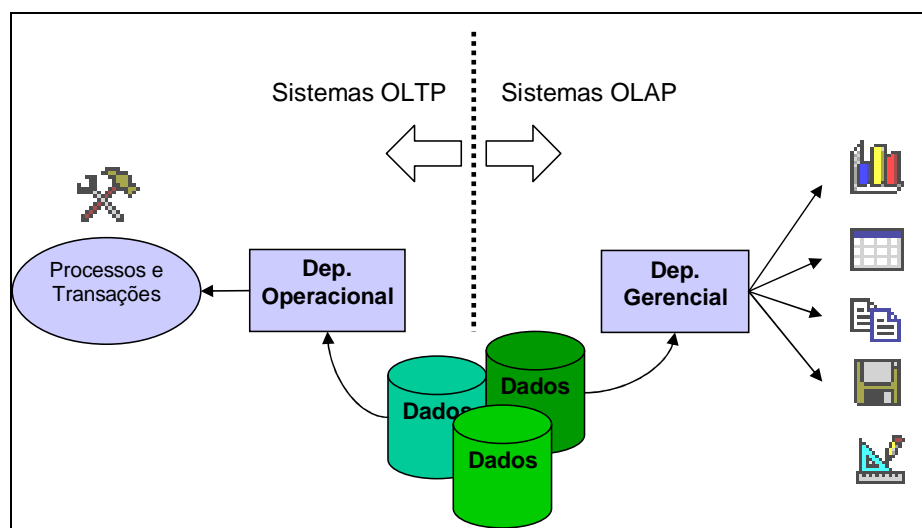 Sistemas OLTP
Sistemas OLAP
Processos e
Transações
Dep.
Operacional
Dep.
Gerencial
Dados
Dados
Dados